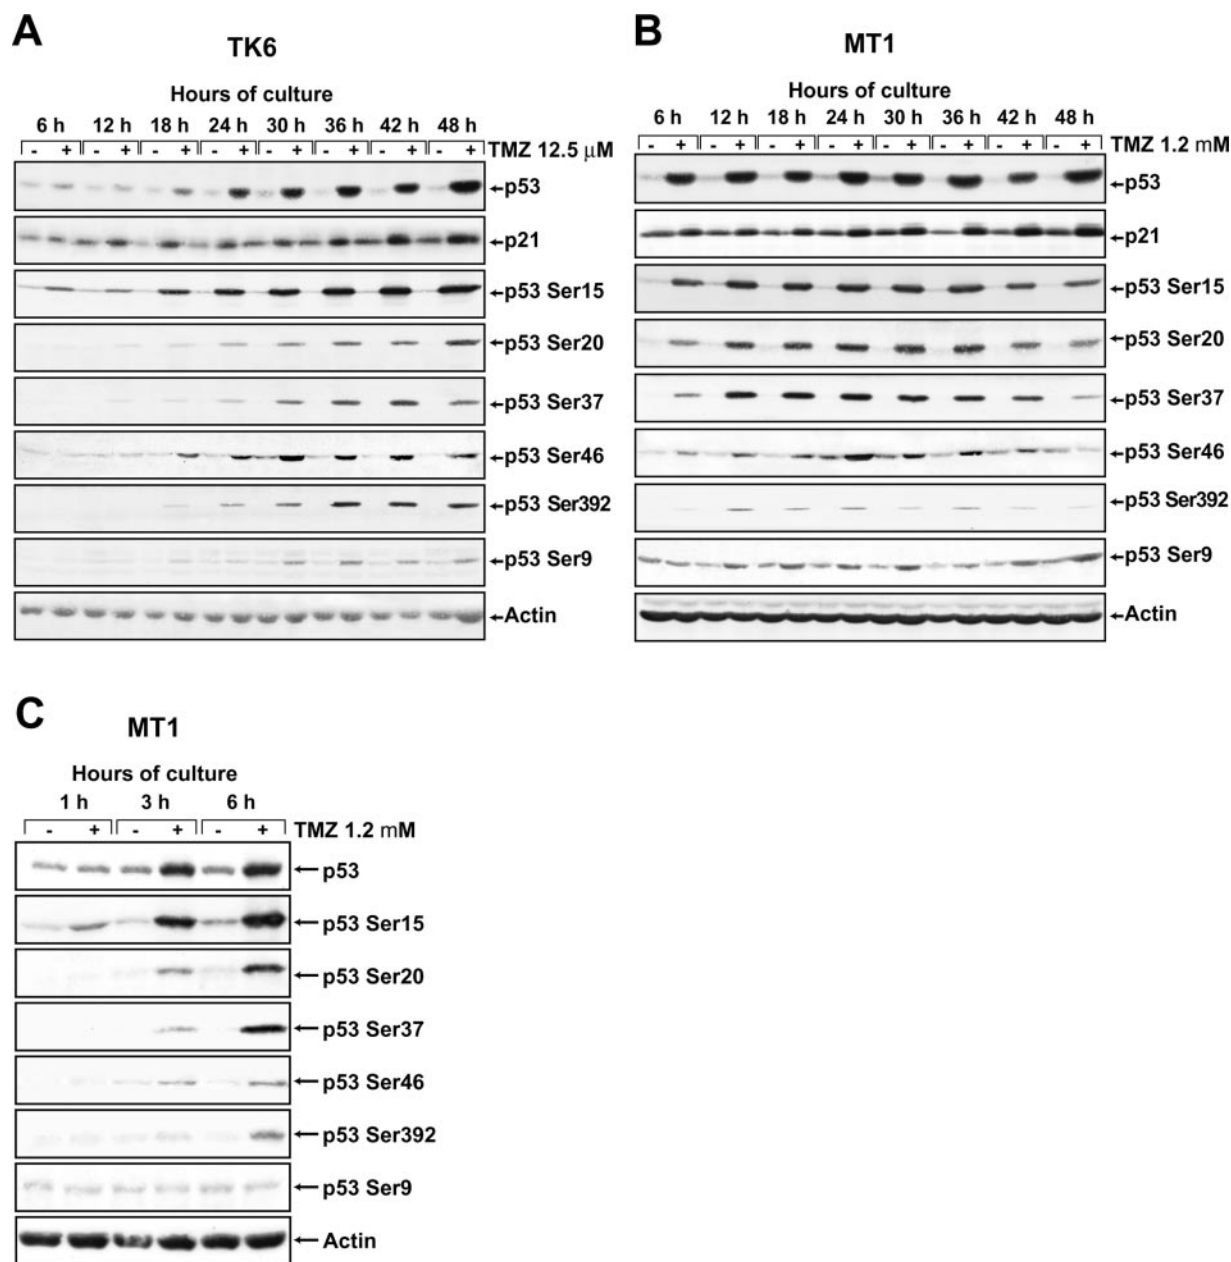 A
TK6
Hours of culture
6 h 12 h 18 h 24 h 30 h 36 h 42 h 48 h
- + - + - + - + - + - + - + - + TMZ 12.5 μM
←p53
←p21
←p53 Ser15
←p53 Ser20
←p53 Ser37
←p53 Ser46
←p53 Ser392
←p53 Ser9
←Actin
B
MT1
Hours of culture
6 h 12 h 18 h 24 h 30 h 36 h 42 h 48 h
- + - + - + - + - + - + - + - + TMZ 1.2 mM
←p53
←p21
←p53 Ser15
←p53 Ser20
←p53 Ser37
←p53 Ser46
←p53 Ser392
←p53 Ser9
←Actin
C
MT1
Hours of culture
1 h 3 h 6 h
- + - + - + TMZ 1.2 mM
←p53
←p53 Ser15
←p53 Ser20
←p53 Ser37
←p53 Ser46
←p53 Ser392
←p53 Ser9
←Actin